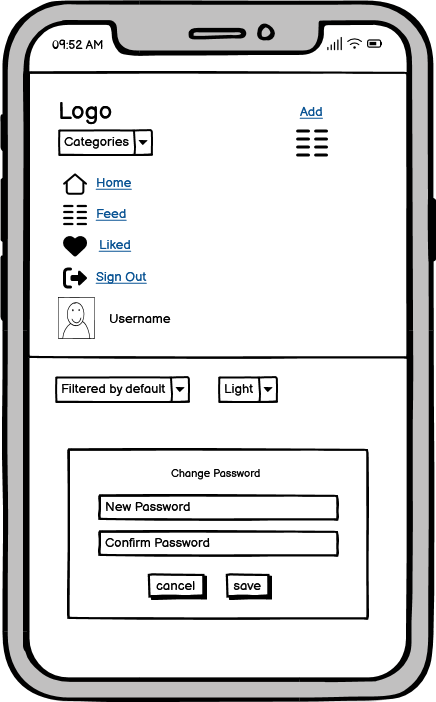 09:52 AM
Logo
Add
Categories
Home
Feed
Liked
Sign Out
Username
Filtered by default
Light
Change Password
New Password
Confirm Password
cancel
save